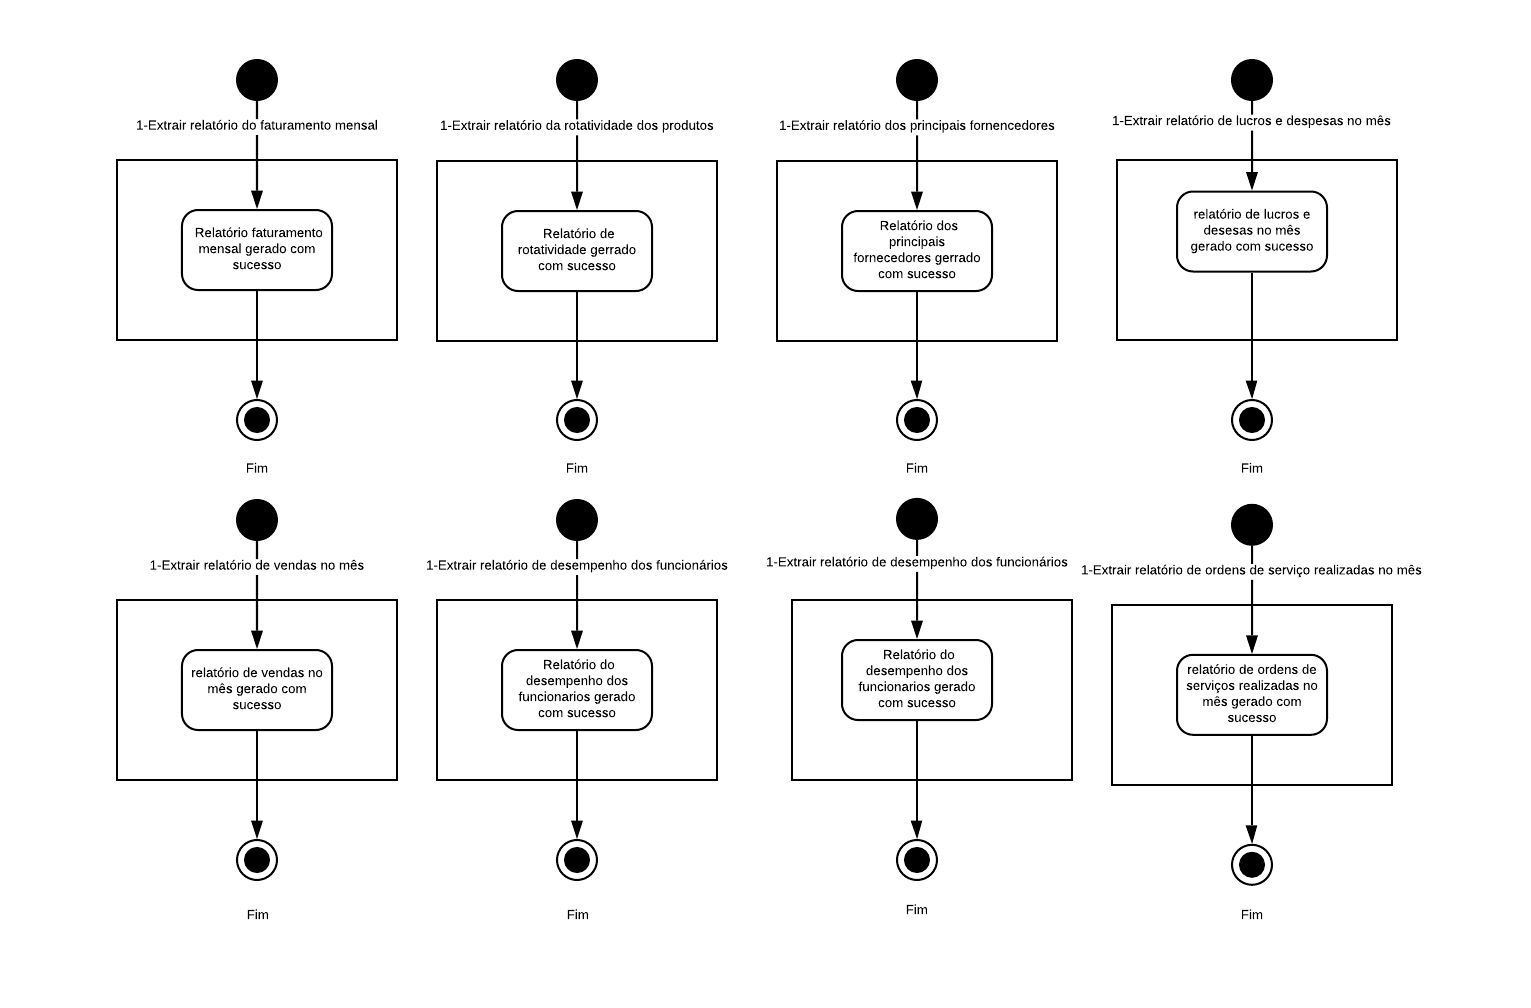 1-Extrair relatório do faturamento mensal
Relatório faturamento
mensal gerado com
sucesso
Fim
1-Extrair relatório da rotatividade dos produtos
Relatório de
rotatividade gerrado
com sucesso
Fim
1-Extrair relatório dos principais fornencedores
Relatório dos
principais
fornecedores gerrado
com sucesso
Fim
1-Extrair relatório de lucros e despesas no mês
relatório de lucros e
desesas no mês
gerado com sucesso
Fim
1-Extrair relatório de vendas no mês
relatório de vendas no
mês gerado com
sucesso
Fim
1-Extrair relatório de desempenho dos funcionários
Relatório do
desempenho dos
funcionarios gerado
com sucesso
Fim
1-Extrair relatório de desempenho dos funcionários
Relatório do
desempenho dos
funcionarios gerado
com sucesso
Fim
1-Extrair relatório de ordens de serviço realizadas no mês
relatório de ordens de
serviços realizadas no
mês gerado com
sucesso
Fim